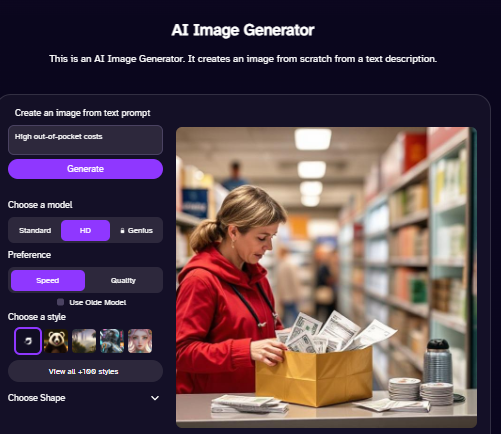 AI Image Generator
This is an AI Image Generator. It creates an image from scratch from a text description.
Create an image from text prompt
High out-of-pocket costs
Generate
Choose a model
Standard HD Genius
Preference
Speed Quality
Use Olde Model
Choose a style
View all +100 styles
Choose Shape